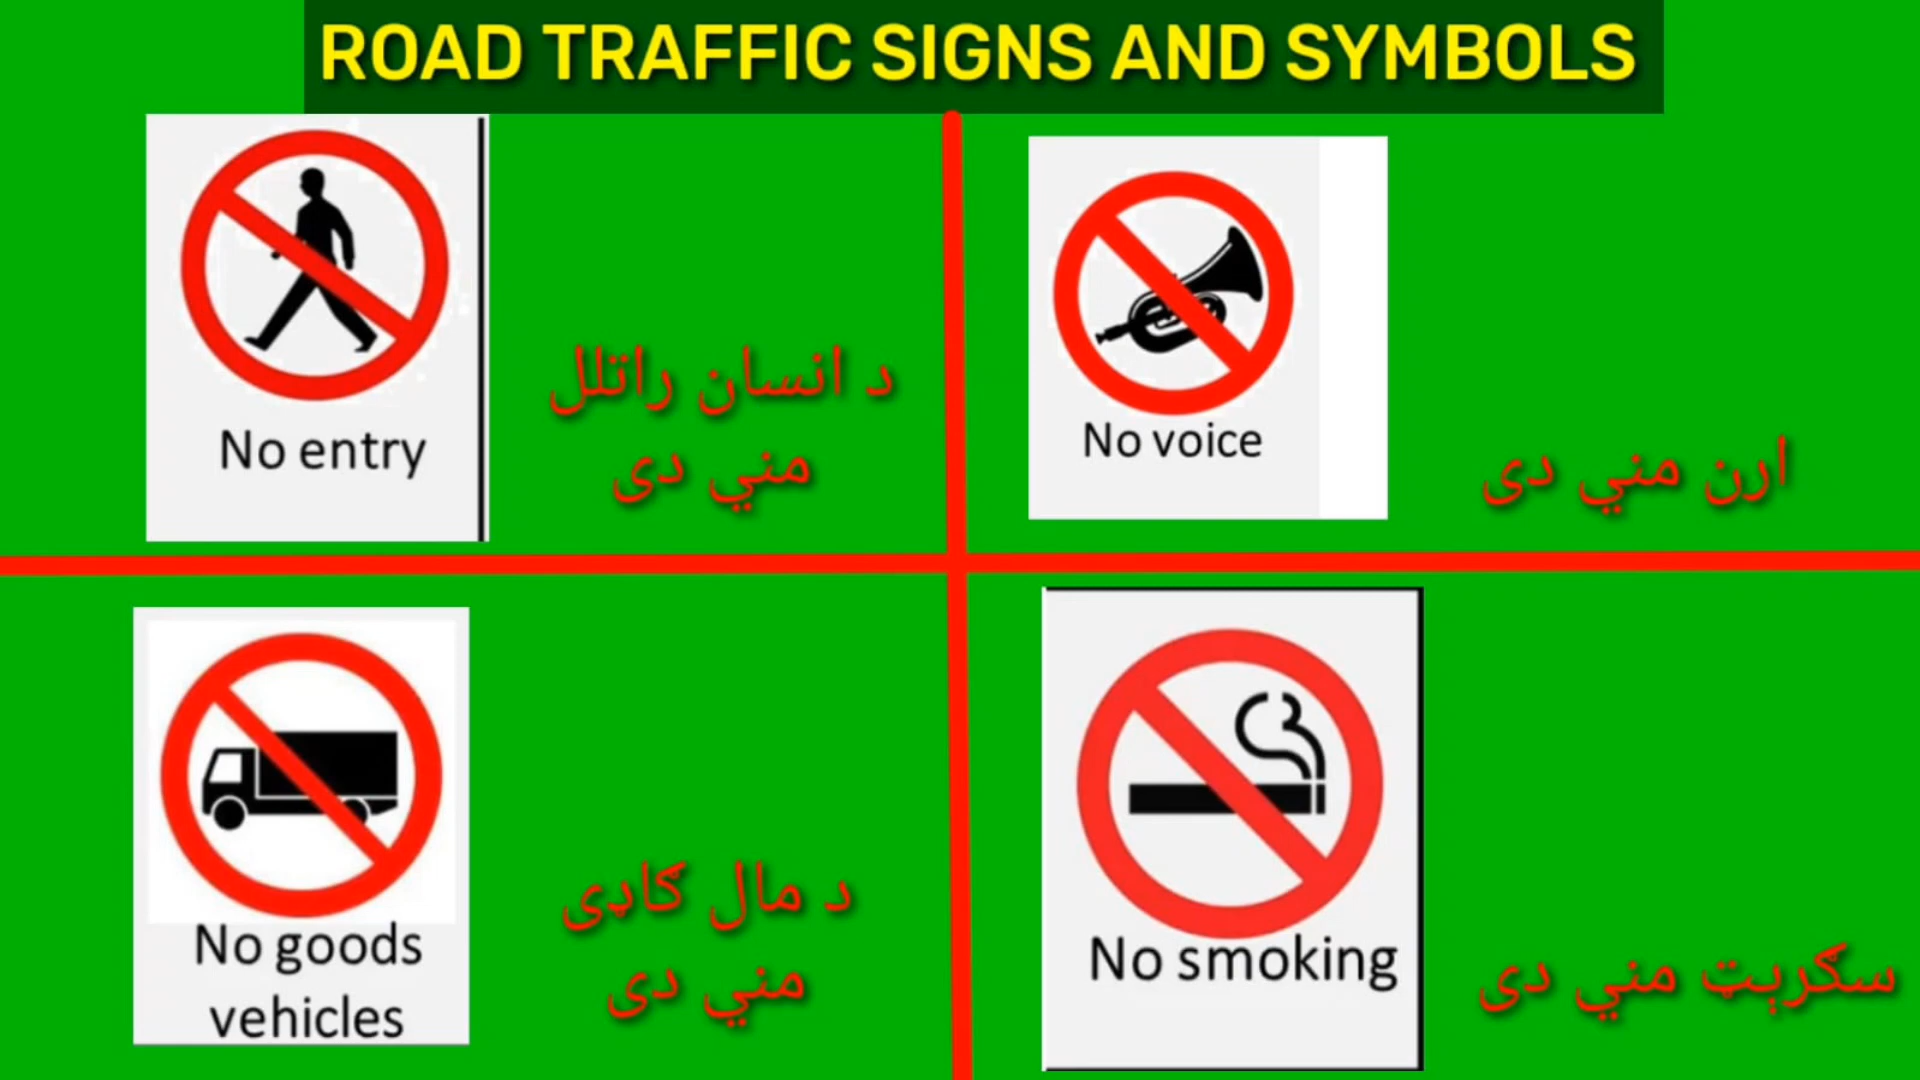 ROAD TRAFFIC SIGNS AND SYMBOLS
No entry
د انسان راتلل
مني دی
No voice
ارن مني دی
No goods
vehicles
د مال ګاډی
مني دی
No smoking
سګرېټ مني دی